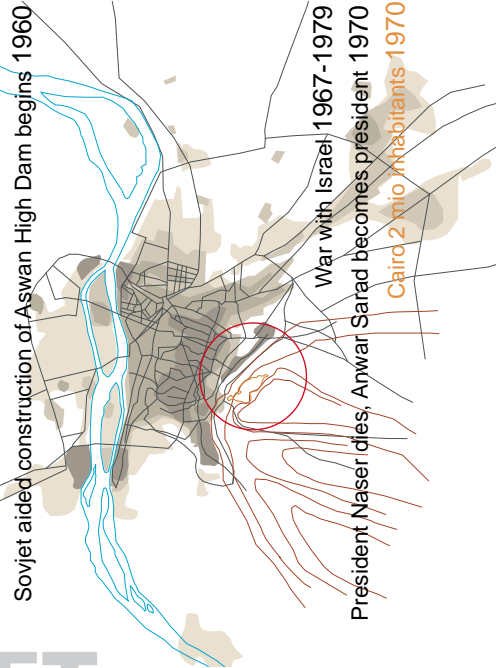 Sovjet aided construction of Aswan High Dam begins 1960
War with Israel 1967-1979
President Naser dies, Anwar Sarad becomes president 1970
Cairo 2 mio inhabitants 1970